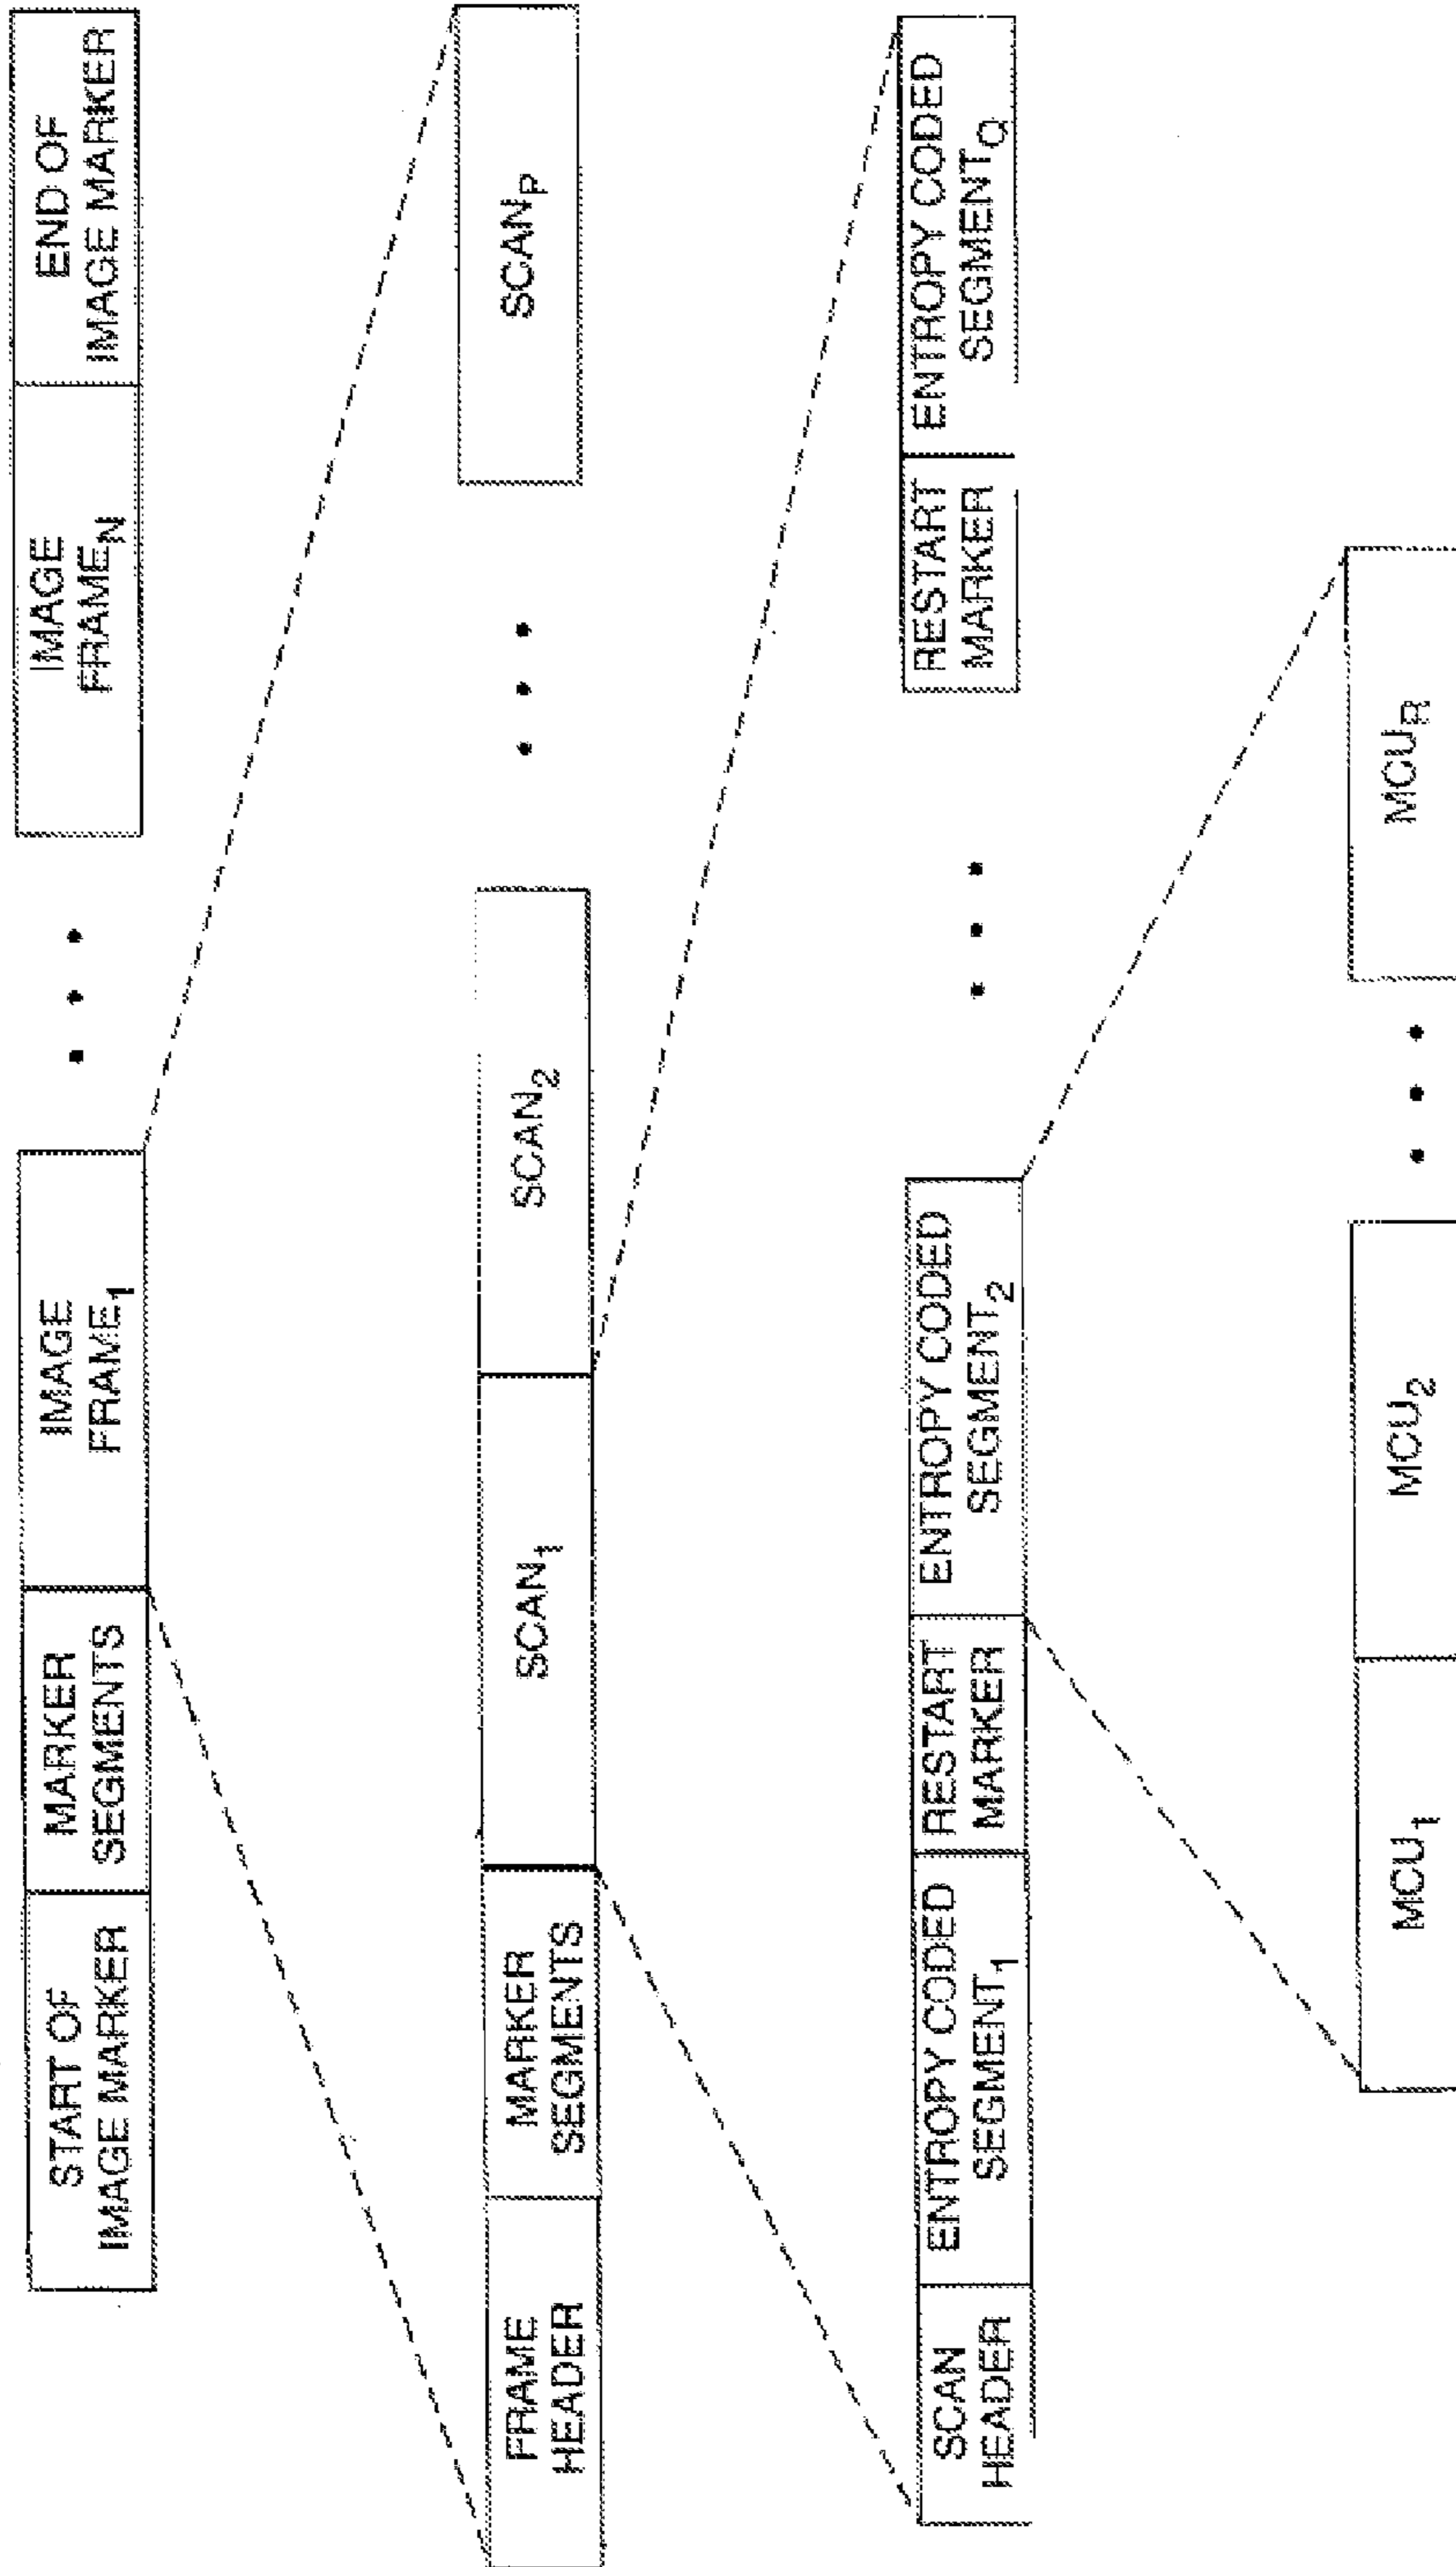 START OF
IMAGE MARKER
MARKER
SEGMENTS
IMAGE
FRAME1
• • •
IMAGE
FRAMEN
END OF
IMAGE MARKER
FRAME
HEADER
MARKER
SEGMENTS
SCAN1
SCAN2
• • •
SCANP
SCAN
HEADER
ENTROPY CODED
SEGMENT1
RESTART
MARKER
ENTROPY CODED
SEGMENT2
• • •
RESTART
MARKER
ENTROPY CODED
SEGMENTQ
MCU1
MCU2
• • •
MCUR